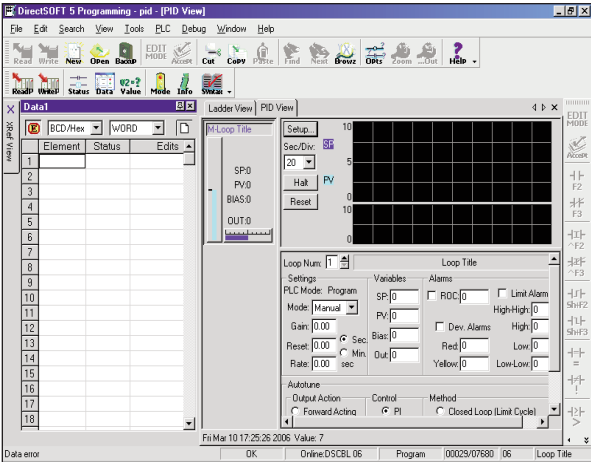 DirectSOFT 5 Programming - pid - [PID View]
File Edit Search View Tools PLC Debug Window Help
Read Write New Open Backup EDIT MODE Accept Cut Copy Paste Find Next Browz Opts Zoom ...Out Help
ReadP WriteP Status Data Value Mode Info Syntax
XRef View
Data1
BCD/Hex WORD
Element Status Edits
1
2
3
4
5
6
7
8
9
10
11
12
13
14
15
16
17
18
Ladder View PID View
M-Loop Title
SP:0
PV:0
BIAS:0
OUT:0
Setup...
Sec/Div: SP
20
Halt PV
Reset
10
5
0
10
0
Loop Num: 1 Loop Title
Settings
PLC Mode: Program
Mode: Manual
Gain: 0.00
Reset: 0.00 Sec. Min.
Rate: 0.00 sec
Variables
SP: 0
PV: 0
Bias: 0
Out: 0
Alarms
ROC: 0 Limit Alarm
High-High: 0
Dev. Alarms High: 0
Red: 0 Low: 0
Yellow: 0 Low-Low: 0
Autotune
Output Action Control Method
Forward Acting PI Closed Loop (Limit Cycle)
EDIT MODE
Accept
F2
F3
^F2
^F3
Shift F2
Shift F3
=
!
>
Fri Mar 10 17:25:26 2006 Value: 7
Data error OK Online:DSCBL 06 Program 00029/07680 06 Loop Title